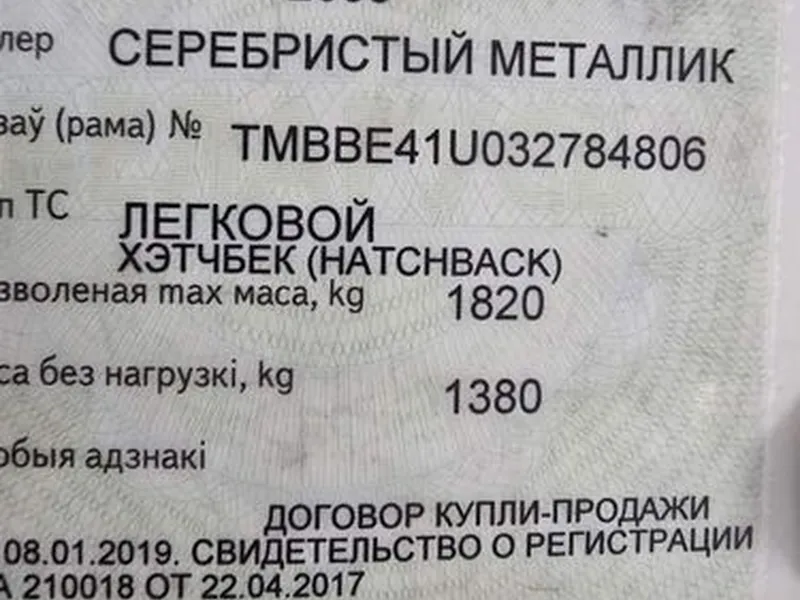 лер СЕРЕБРИСТЫЙ МЕТАЛЛИК
заў (рама) № TMBBE41U032784806
п ТС ЛЕГКОВОЙ
ХЭТЧБЕК (HATCHBACK)
зволеная max маса, kg 1820
са без нагрузкі, kg 1380
обыя адзнакі
ДОГОВОР КУПЛИ-ПРОДАЖИ
08.01.2019. СВИДЕТЕЛЬСТВО О РЕГИСТРАЦИИ
А 210018 ОТ 22.04.2017